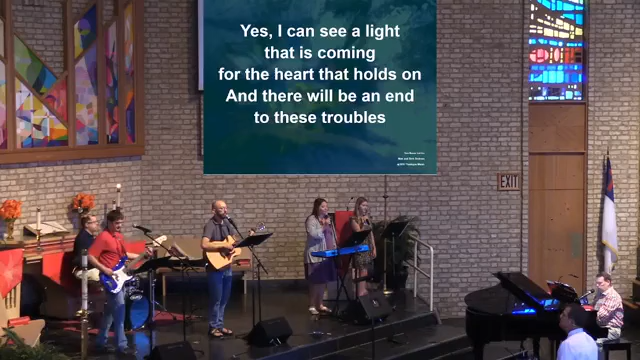 Yes, I can see a light
that is coming
for the heart that holds on
And there will be an end
to these troubles
EXIT